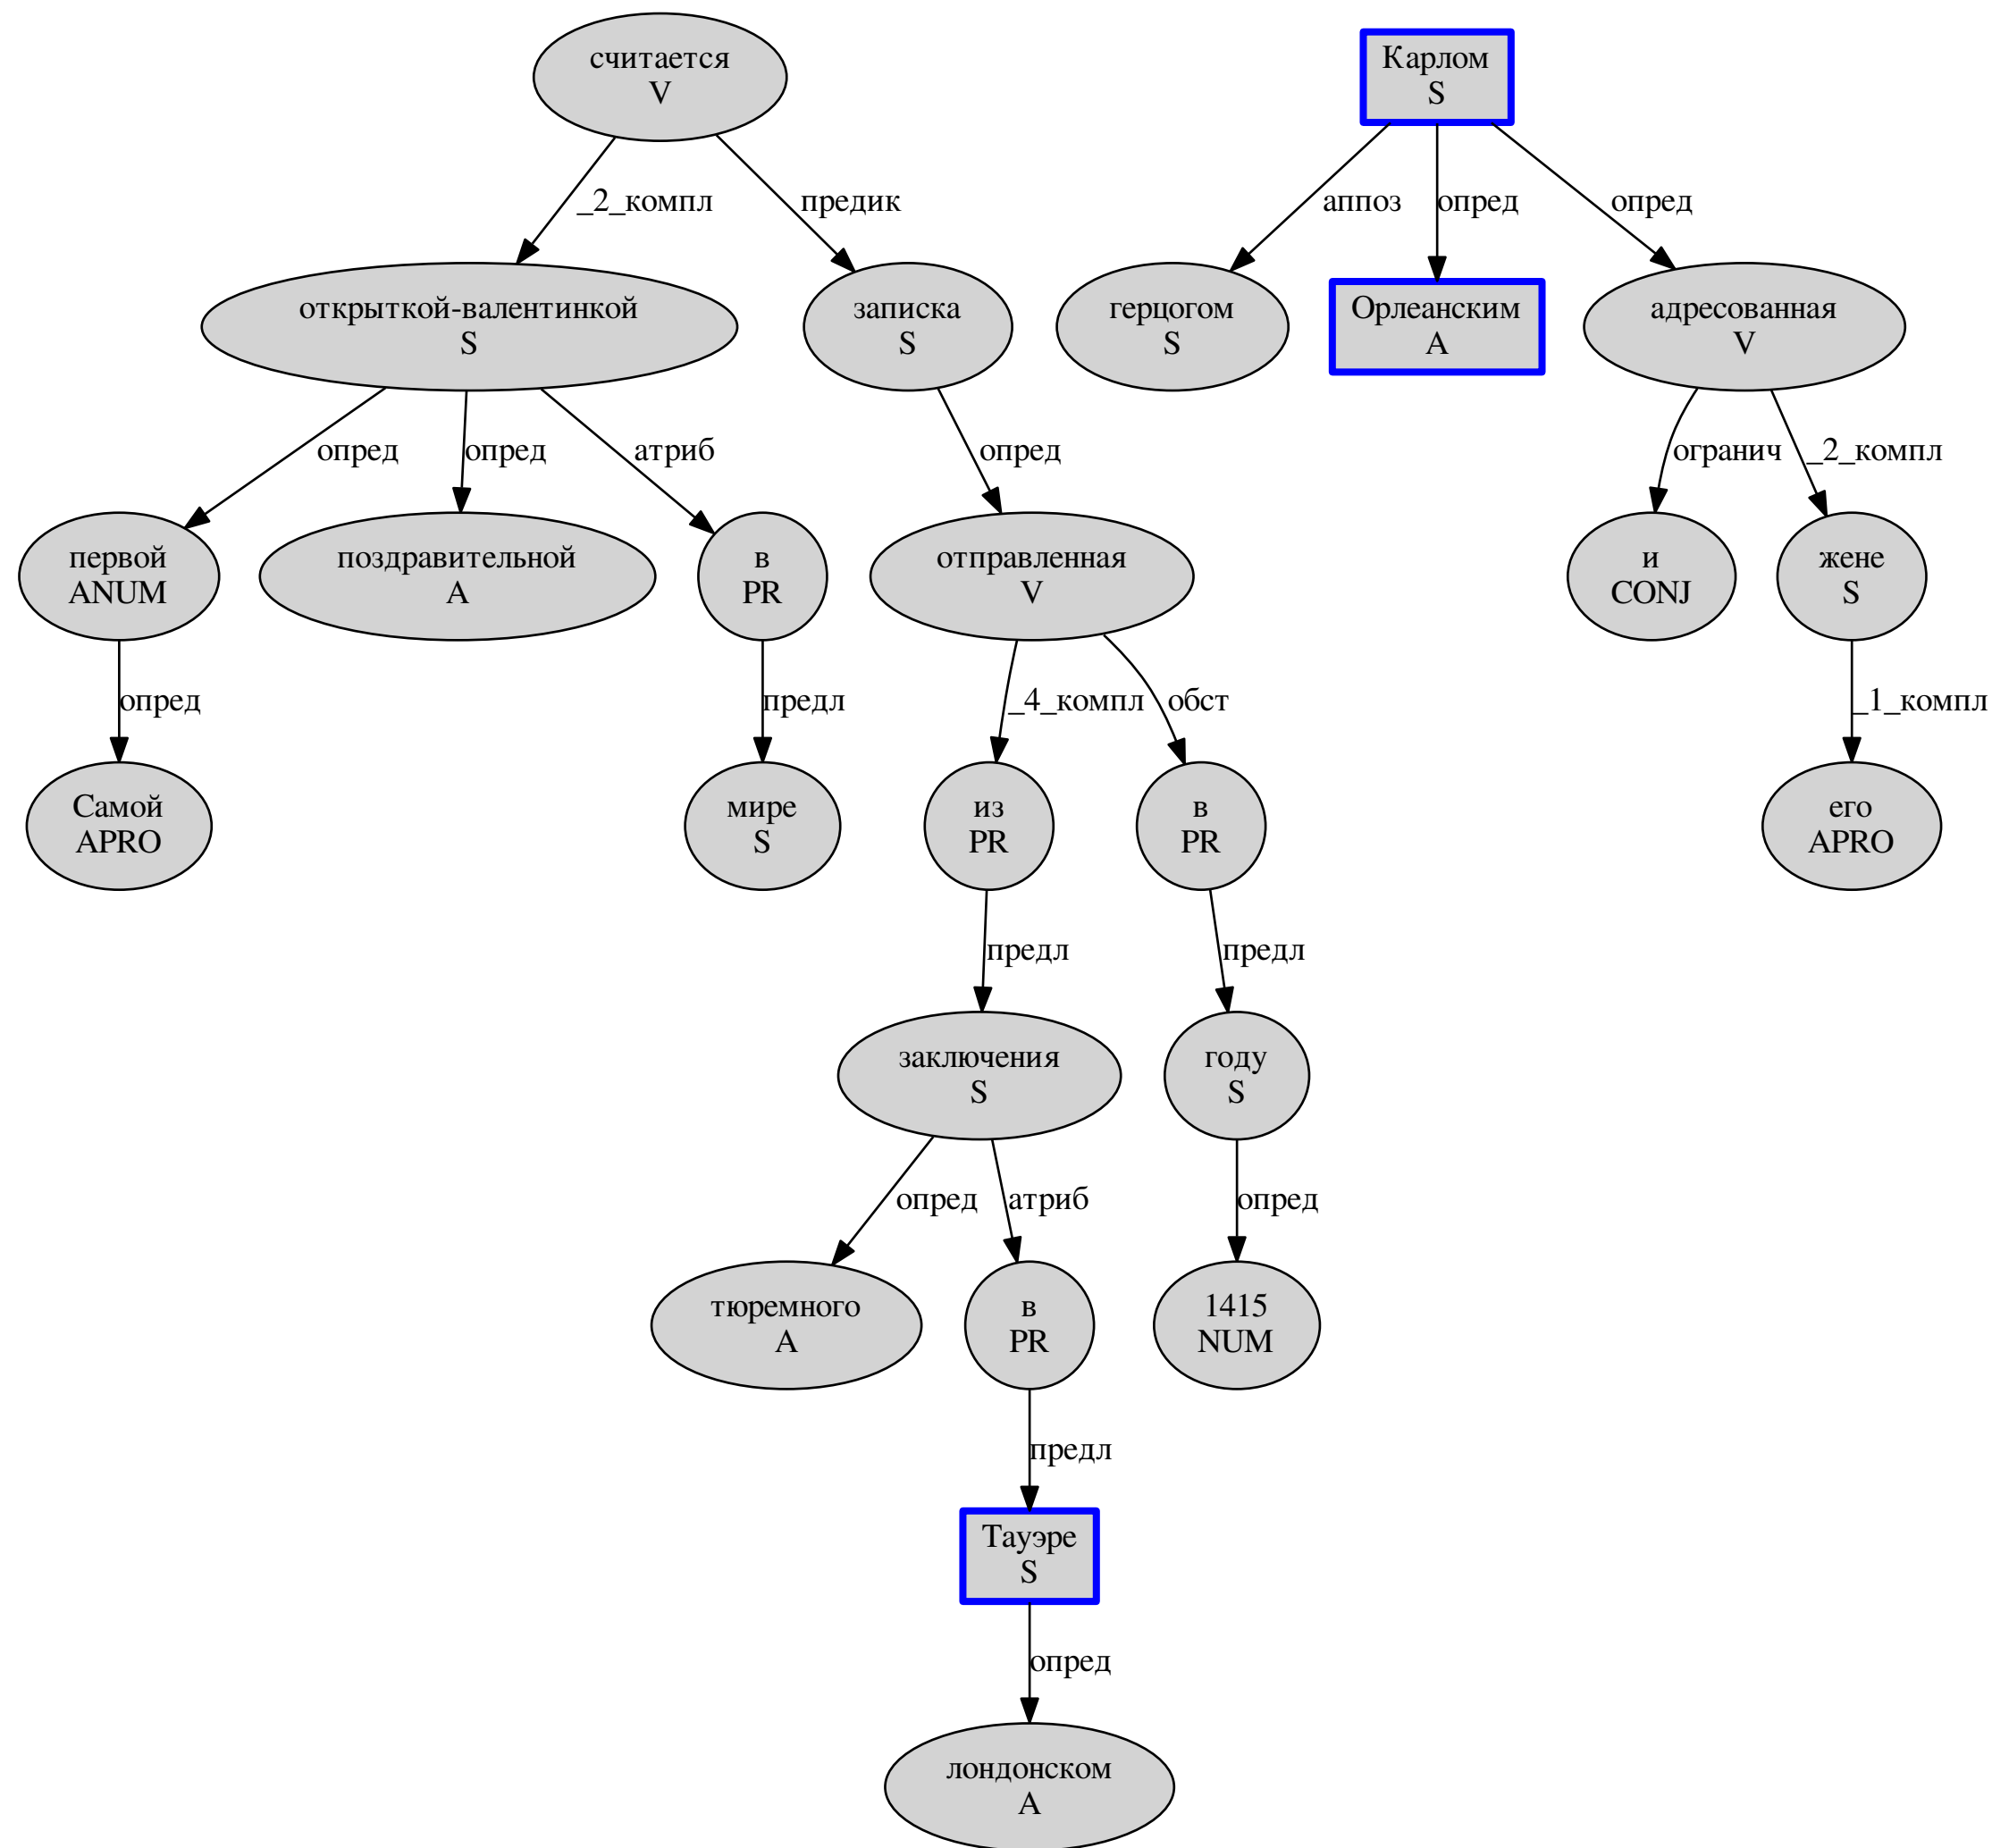 считается
V
Карлом
S
_2_компл
предик
аппоз
опред
опред
открыткой-валентинкой
S
записка
S
герцогом
S
Орлеанским
A
адресованная
V
опред
опред
атриб
опред
огранич
_2_компл
первой
ANUM
поздравительной
A
в
PR
отправленная
V
и
CONJ
жене
S
опред
предл
_4_компл
обст
_1_компл
Самой
APRO
мире
S
из
PR
в
PR
его
APRO
предл
предл
заключения
S
году
S
опред
атриб
опред
тюремного
A
в
PR
1415
NUM
предл
Тауэре
S
опред
лондонском
A